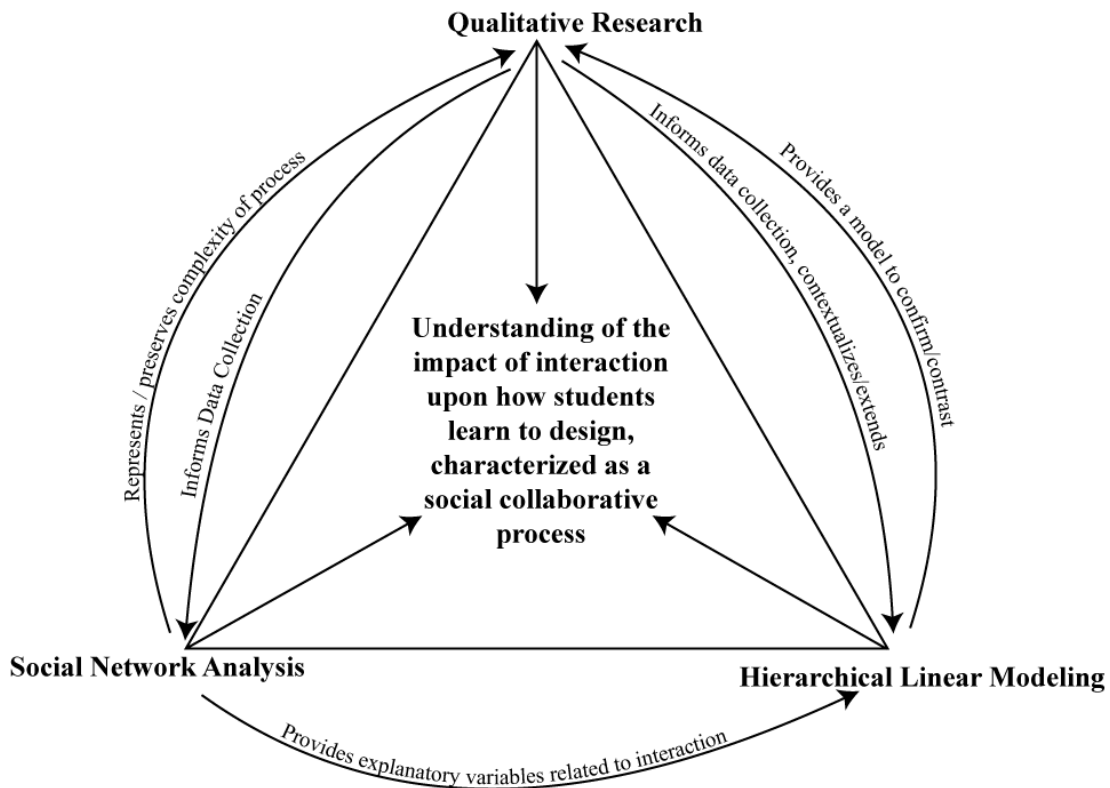 Qualitative Research
Represents / preserves complexity of process
Informs Data Collection
Informs data collection, contextualizes/extends
Provides a model to confirm/contrast
Understanding of the
impact of interaction
upon how students
learn to design,
characterized as a
social collaborative
process
Social Network Analysis
Hierarchical Linear Modeling
Provides explanatory variables related to interaction